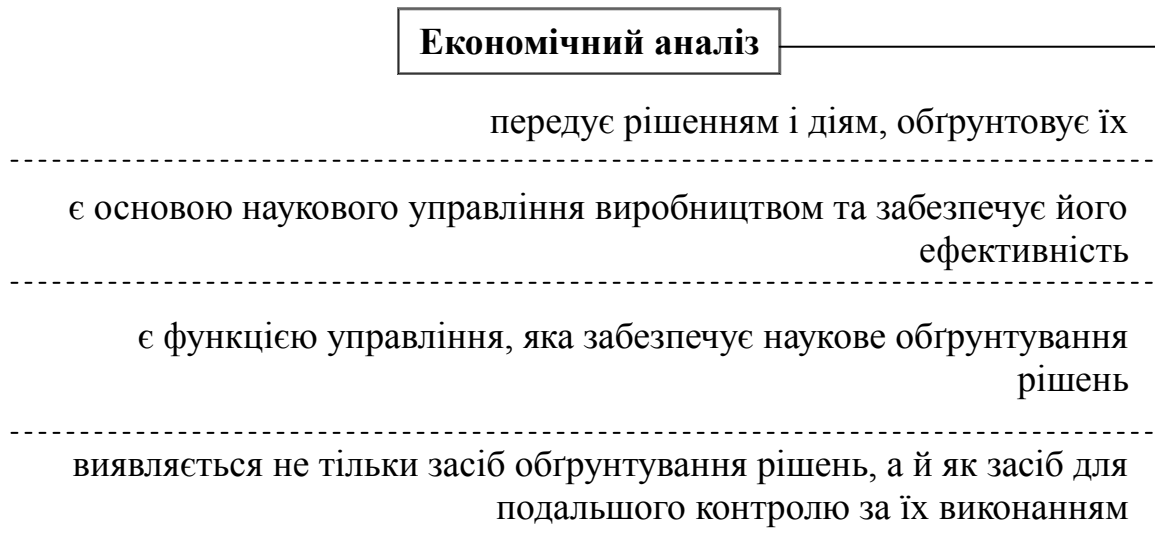 Економічний аналіз
передує рішенням і діям, обґрунтовує їх
є основою наукового управління виробництвом та забезпечує його
ефективність
є функцією управління, яка забезпечує наукове обґрунтування
рішень
виявляється не тільки засіб обґрунтування рішень, а й як засіб для
подальшого контролю за їх виконанням